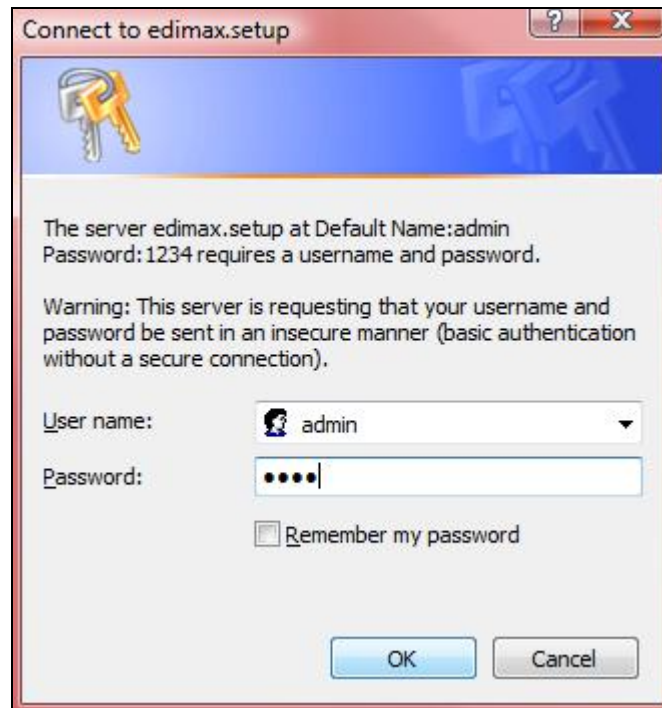 Connect to edimax.setup
The server edimax.setup at Default Name:admin
Password:1234 requires a username and password.
Warning: This server is requesting that your username and
password be sent in an insecure manner (basic authentication
without a secure connection).
User name:
admin
Password:
••••
Remember my password
OK
Cancel